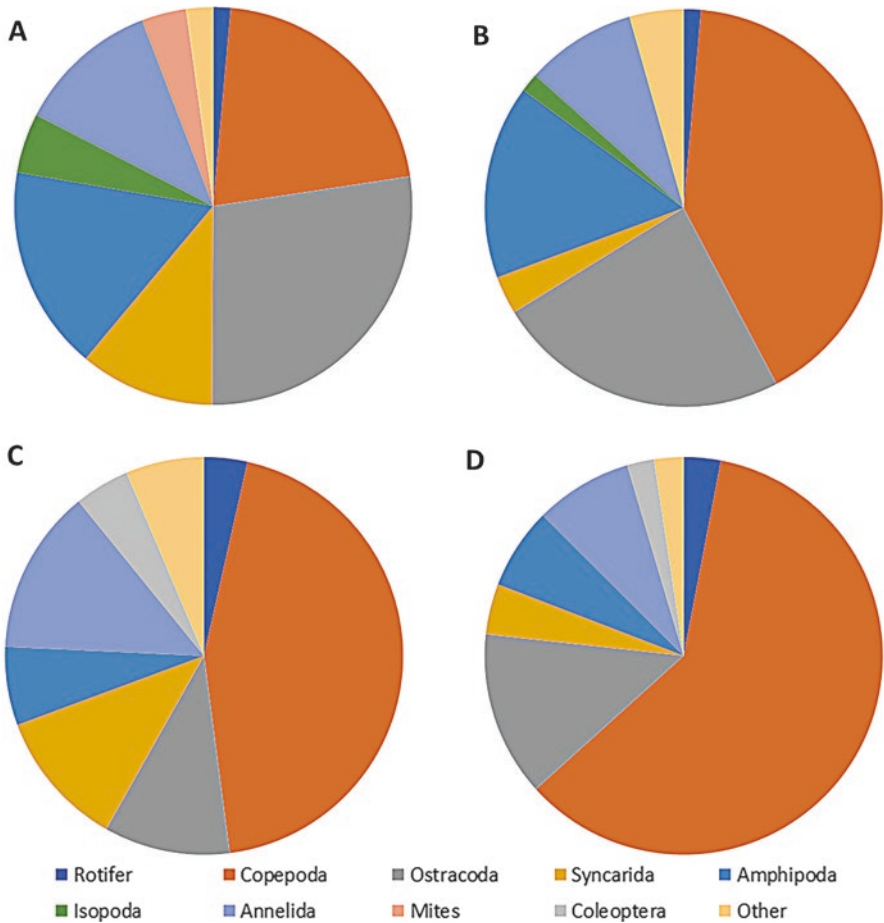 A
B
C
D
Rotifer Copepoda Ostracoda Syncarida Amphipoda
Isopoda Annelida Mites Coleoptera Other